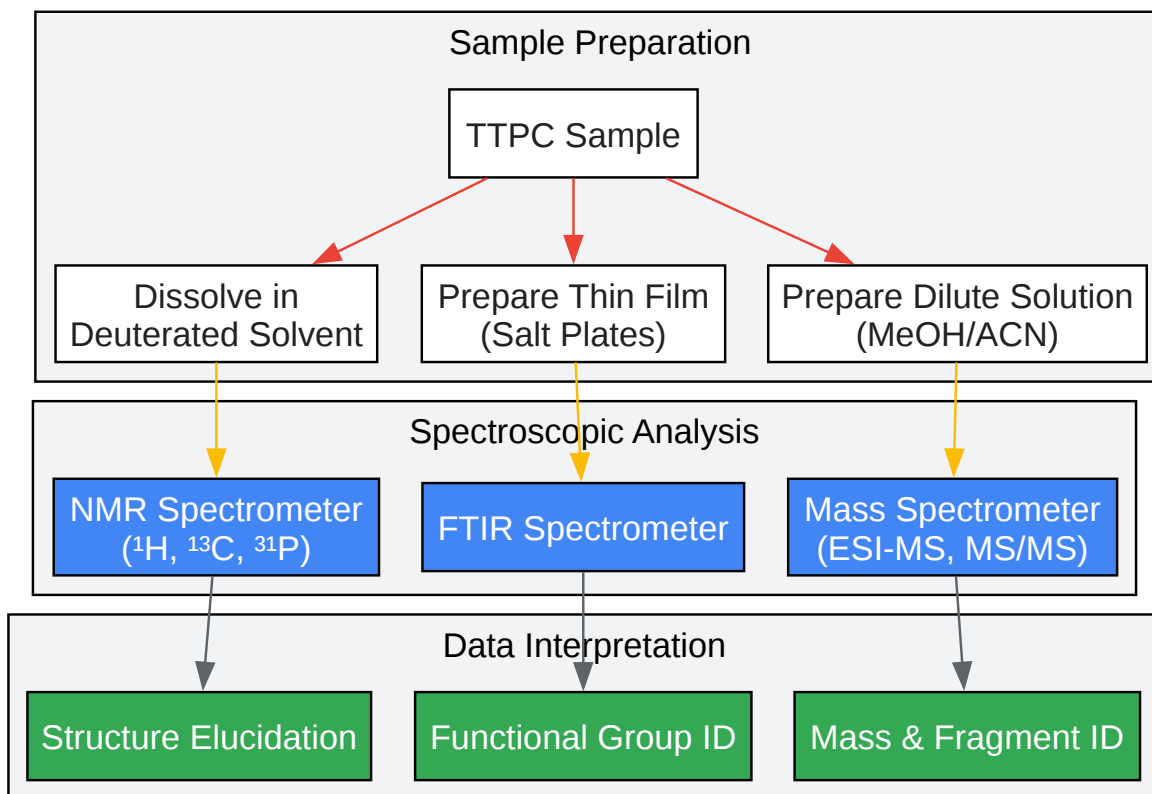 Sample Preparation
TTPC Sample
Dissolve in
Deuterated Solvent
Prepare Thin Film
(Salt Plates)
Prepare Dilute Solution
(MeOH/ACN)
Spectroscopic Analysis
NMR Spectrometer
(¹H, ¹³C, ³¹P)
FTIR Spectrometer
Mass Spectrometer
(ESI-MS, MS/MS)
Data Interpretation
Structure Elucidation
Functional Group ID
Mass & Fragment ID